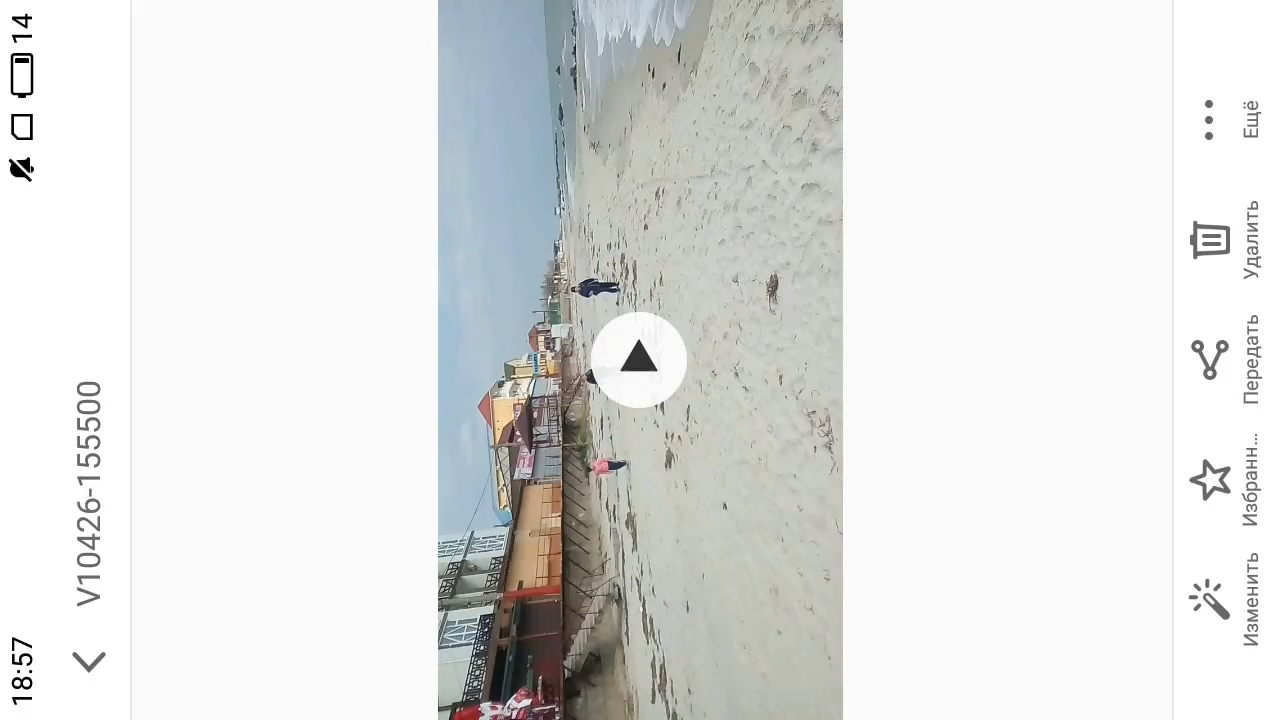 18:57
14
V10426-155500
Изменить
Избранн...
Передать
Удалить
Ещё